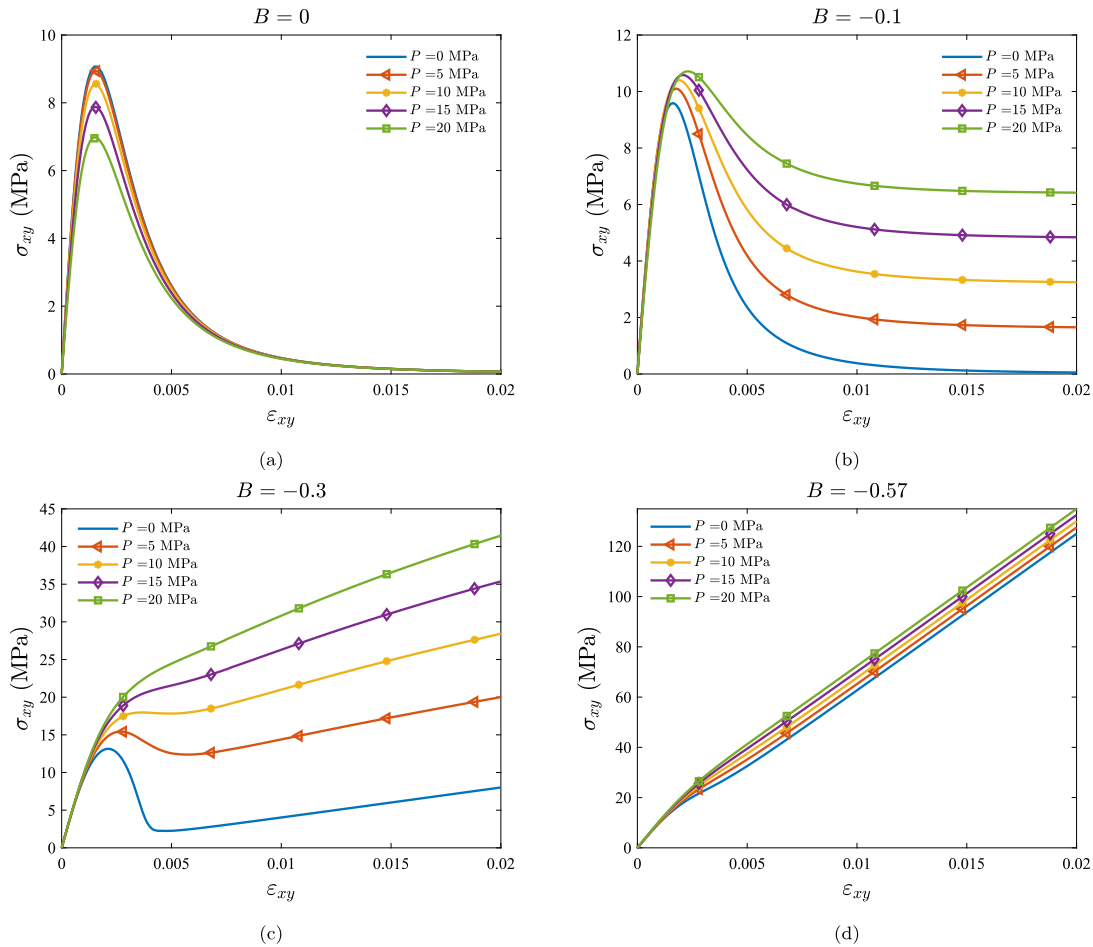 B = 0
10
8
6
4
2
0
σxy (MPa)
P =0 MPa
P =5 MPa
P =10 MPa
P =15 MPa
P =20 MPa
0 0.005 0.01 0.015 0.02
εxy
(a)
B = −0.1
12
10
8
6
4
2
0
σxy (MPa)
P =0 MPa
P =5 MPa
P =10 MPa
P =15 MPa
P =20 MPa
0 0.005 0.01 0.015 0.02
εxy
(b)
B = −0.3
45
40
35
30
25
20
15
10
5
0
σxy (MPa)
P =0 MPa
P =5 MPa
P =10 MPa
P =15 MPa
P =20 MPa
0 0.005 0.01 0.015 0.02
εxy
(c)
B = −0.57
120
100
80
60
40
20
0
σxy (MPa)
P =0 MPa
P =5 MPa
P =10 MPa
P =15 MPa
P =20 MPa
0 0.005 0.01 0.015 0.02
εxy
(d)